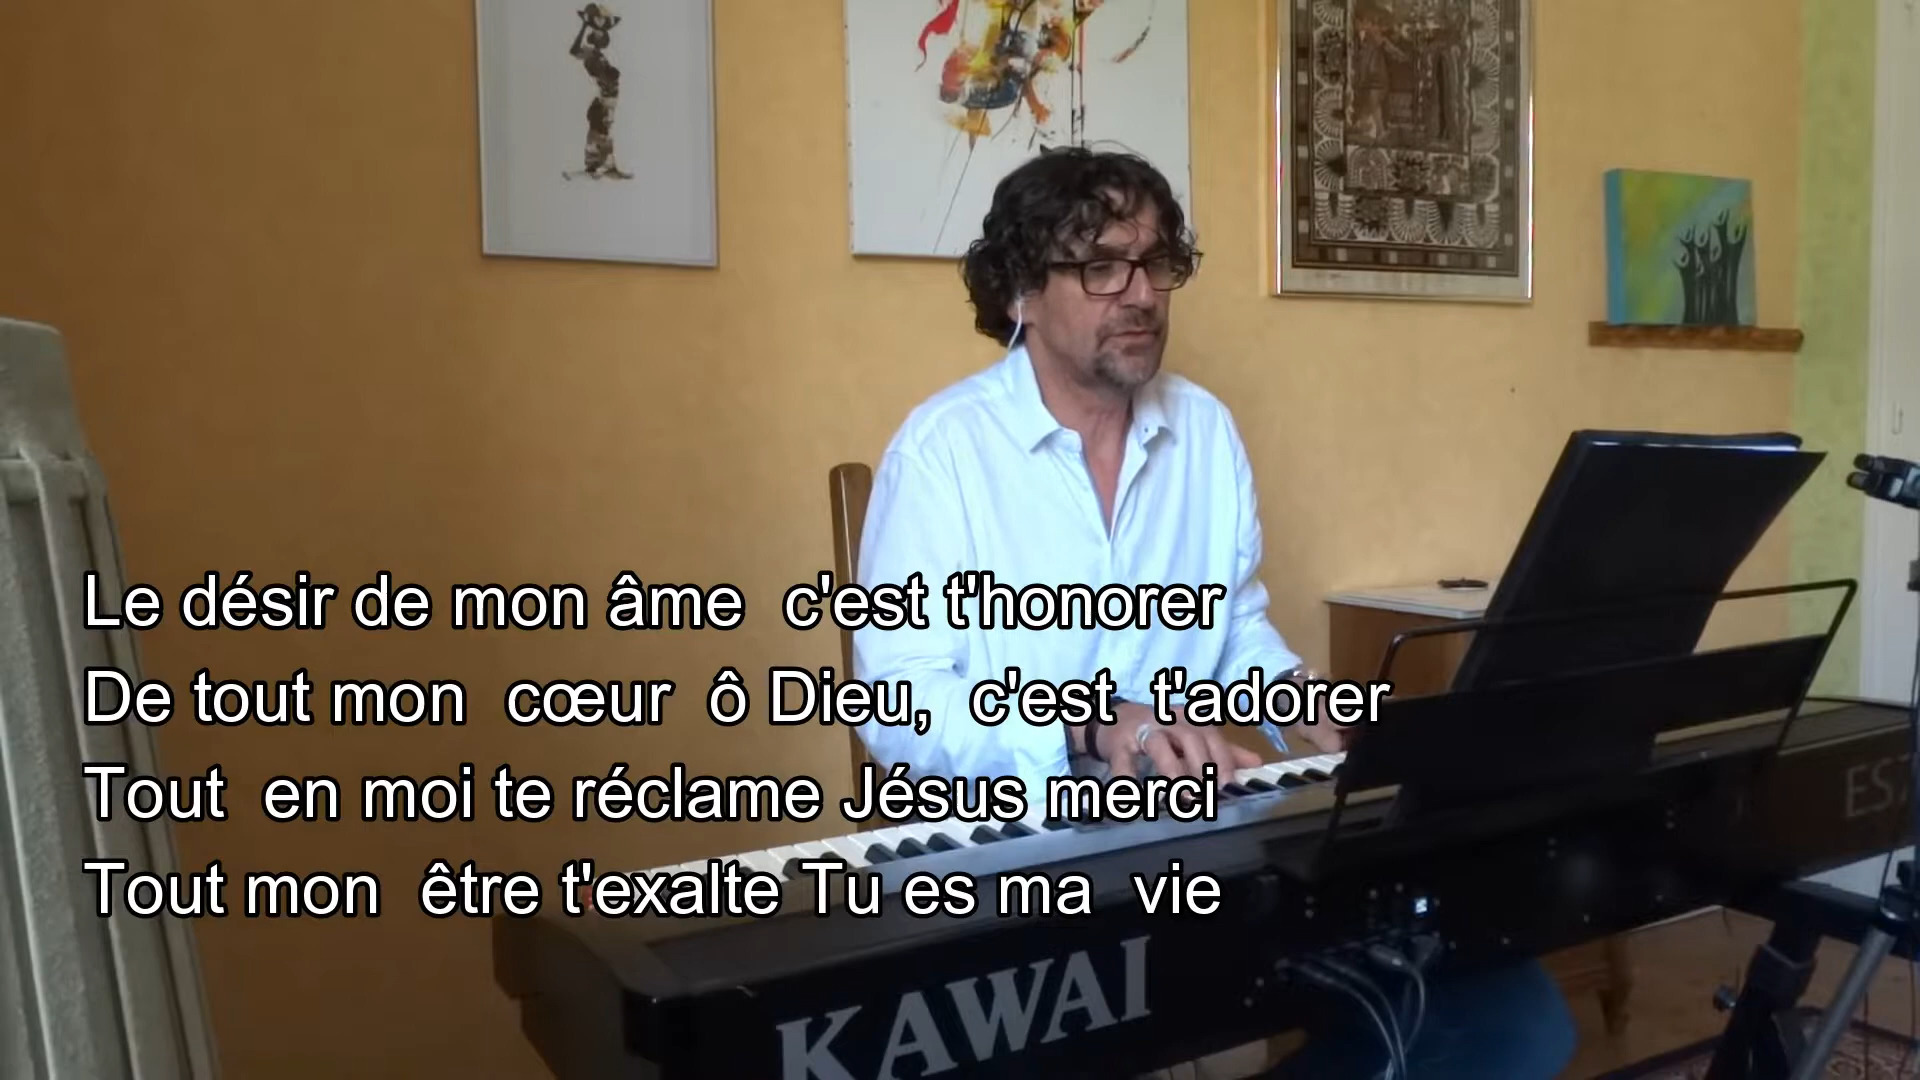 Le désir de mon âme  c'est t'honorer
De tout mon  cœur  ô Dieu,  c'est  t'adorer
Tout  en moi te réclame Jésus merci
Tout mon  être t'exalte Tu es ma  vie
KAWAI